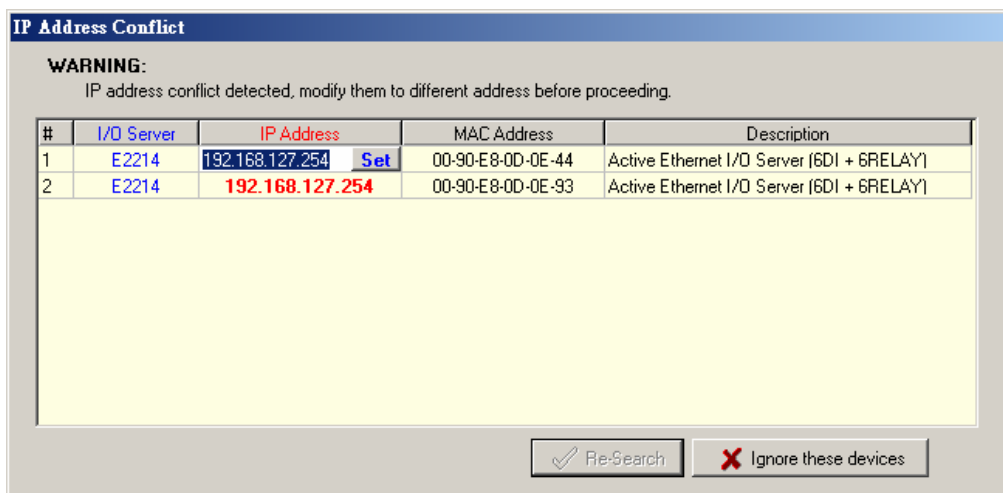 IP Address Conflict
WARNING:
IP address conflict detected, modify them to different address before proceeding.
# I/O Server IP Address MAC Address Description
1 E2214 192.168.127.254 Set 00-90-E8-0D-0E-44 Active Ethernet I/O Server (6DI + 6RELAY)
2 E2214 192.168.127.254 00-90-E8-0D-0E-93 Active Ethernet I/O Server (6DI + 6RELAY)
Re-Search Ignore these devices